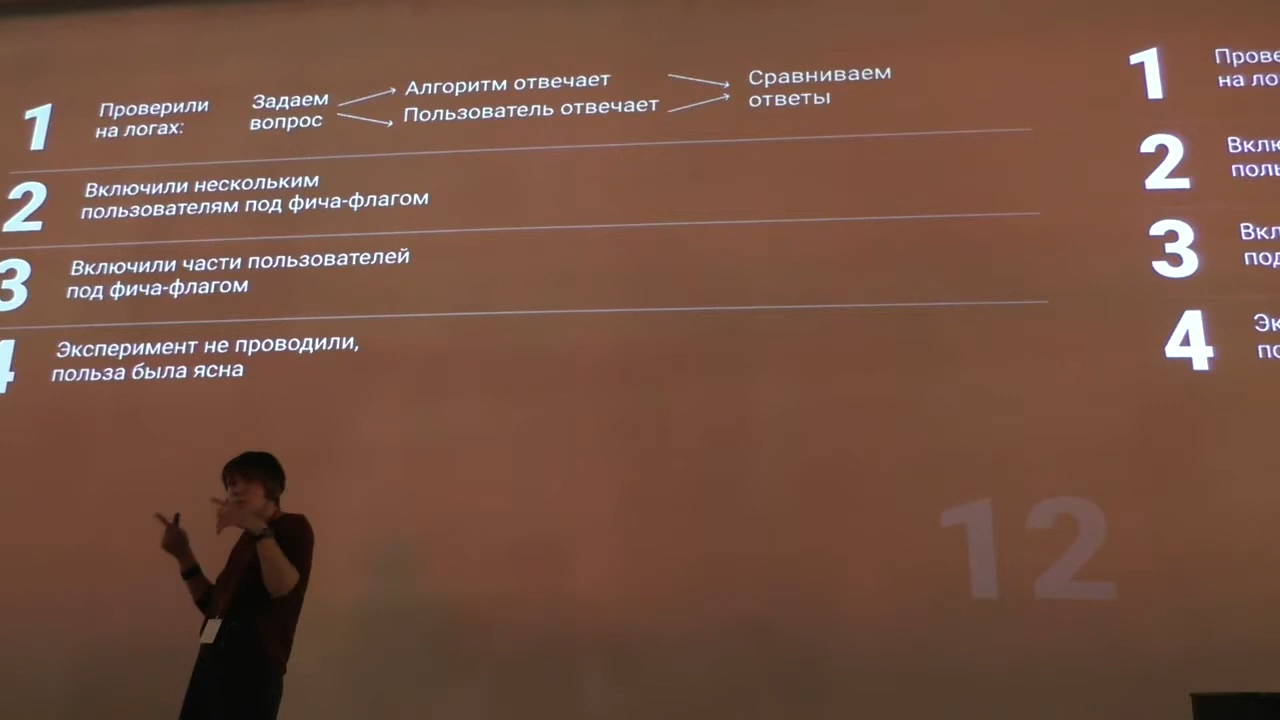 1 Проверили на логах: Задаем вопрос Алгоритм отвечает Пользователь отвечает Сравниваем ответы
2 Включили нескольким
пользователям под фича-флагом
3 Включили части пользователей
под фича-флагом
4 Эксперимент не проводили,
польза была ясна
12
1
на
2
3
4